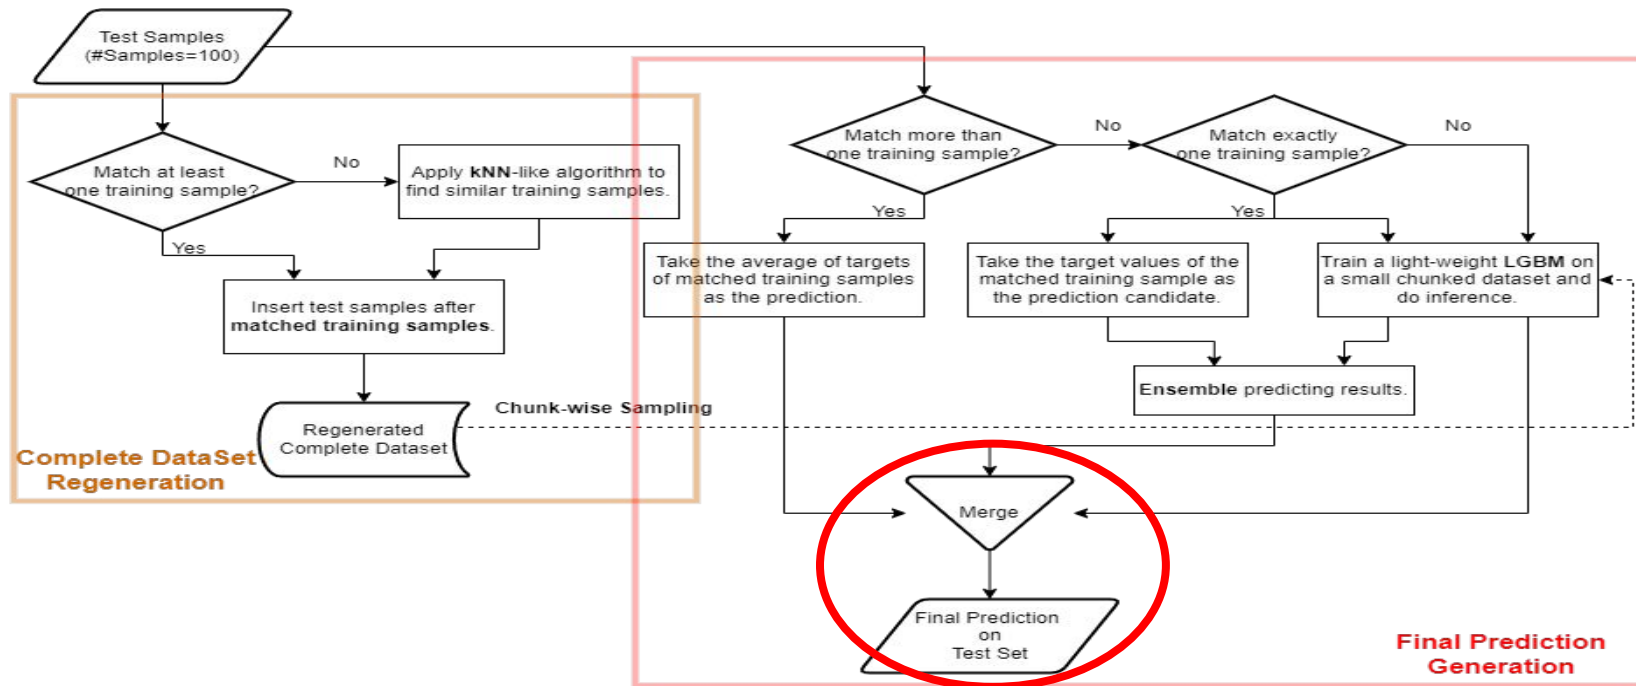 Test Samples
(#Samples=100)
Match at least
one training sample?
No
Apply kNN-like algorithm to
find similar training samples.
Yes
Insert test samples after
matched training samples.
Regenerated
Complete Dataset
Chunk-wise Sampling
Complete DataSet
Regeneration
Match more than
one training sample?
No
Match exactly
one training sample?
No
Yes
Yes
Take the average of targets
of matched training samples
as the prediction.
Take the target values of the
matched training sample as
the prediction candidate.
Train a light-weight LGBM on
a small chunked dataset and
do inference.
Ensemble predicting results.
Merge
Final Prediction
on
Test Set
Final Prediction
Generation